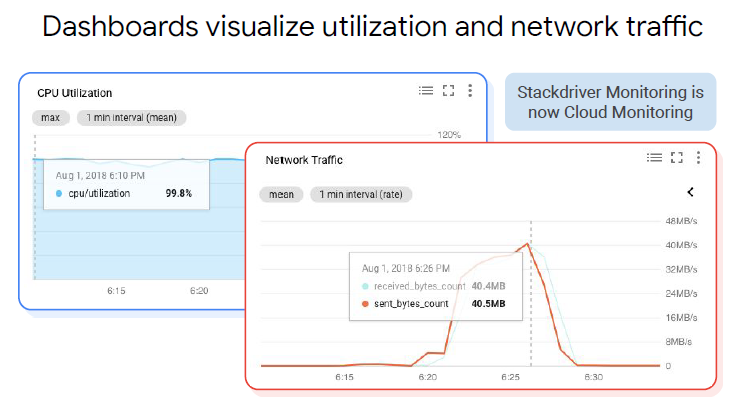 Dashboards visualize utilization and network traffic
CPU Utilization
max
1 min interval (mean)
120%
Aug 1, 2018 6:10 PM
cpu/utilization 99.8%
6:15
6:20
Stackdriver Monitoring is
now Cloud Monitoring
Network Traffic
mean
1 min interval (rate)
48MB/s
40MB/s
32MB/s
24MB/s
16MB/s
8MB/s
0
Aug 1, 2018 6:26 PM
received_bytes_count 40.4MB
sent_bytes_count 40.5MB
6:15
6:20
6:25
6:30